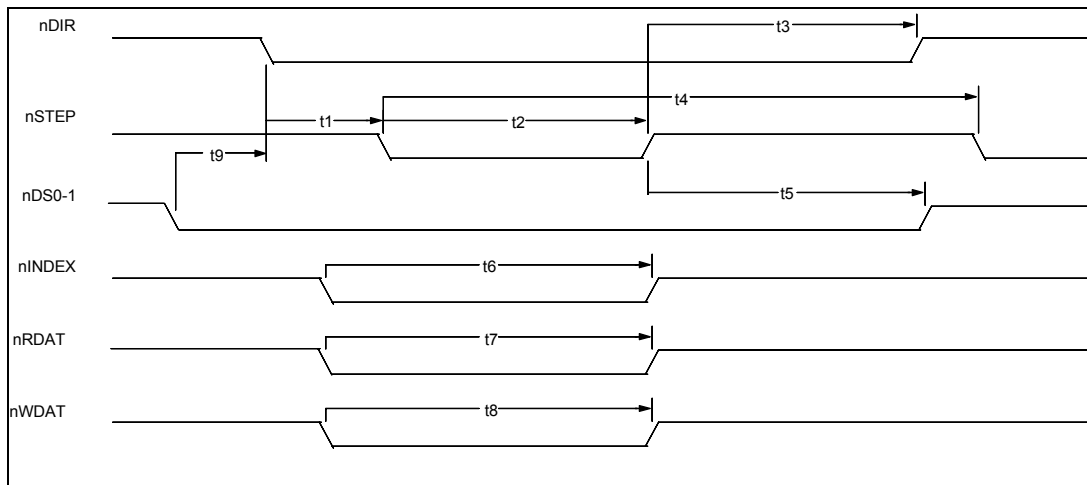 nDIR
t3
t4
nSTEP
t1
t2
t9
nDS0-1
t5
nINDEX
t6
nRDAT
t7
nWDAT
t8